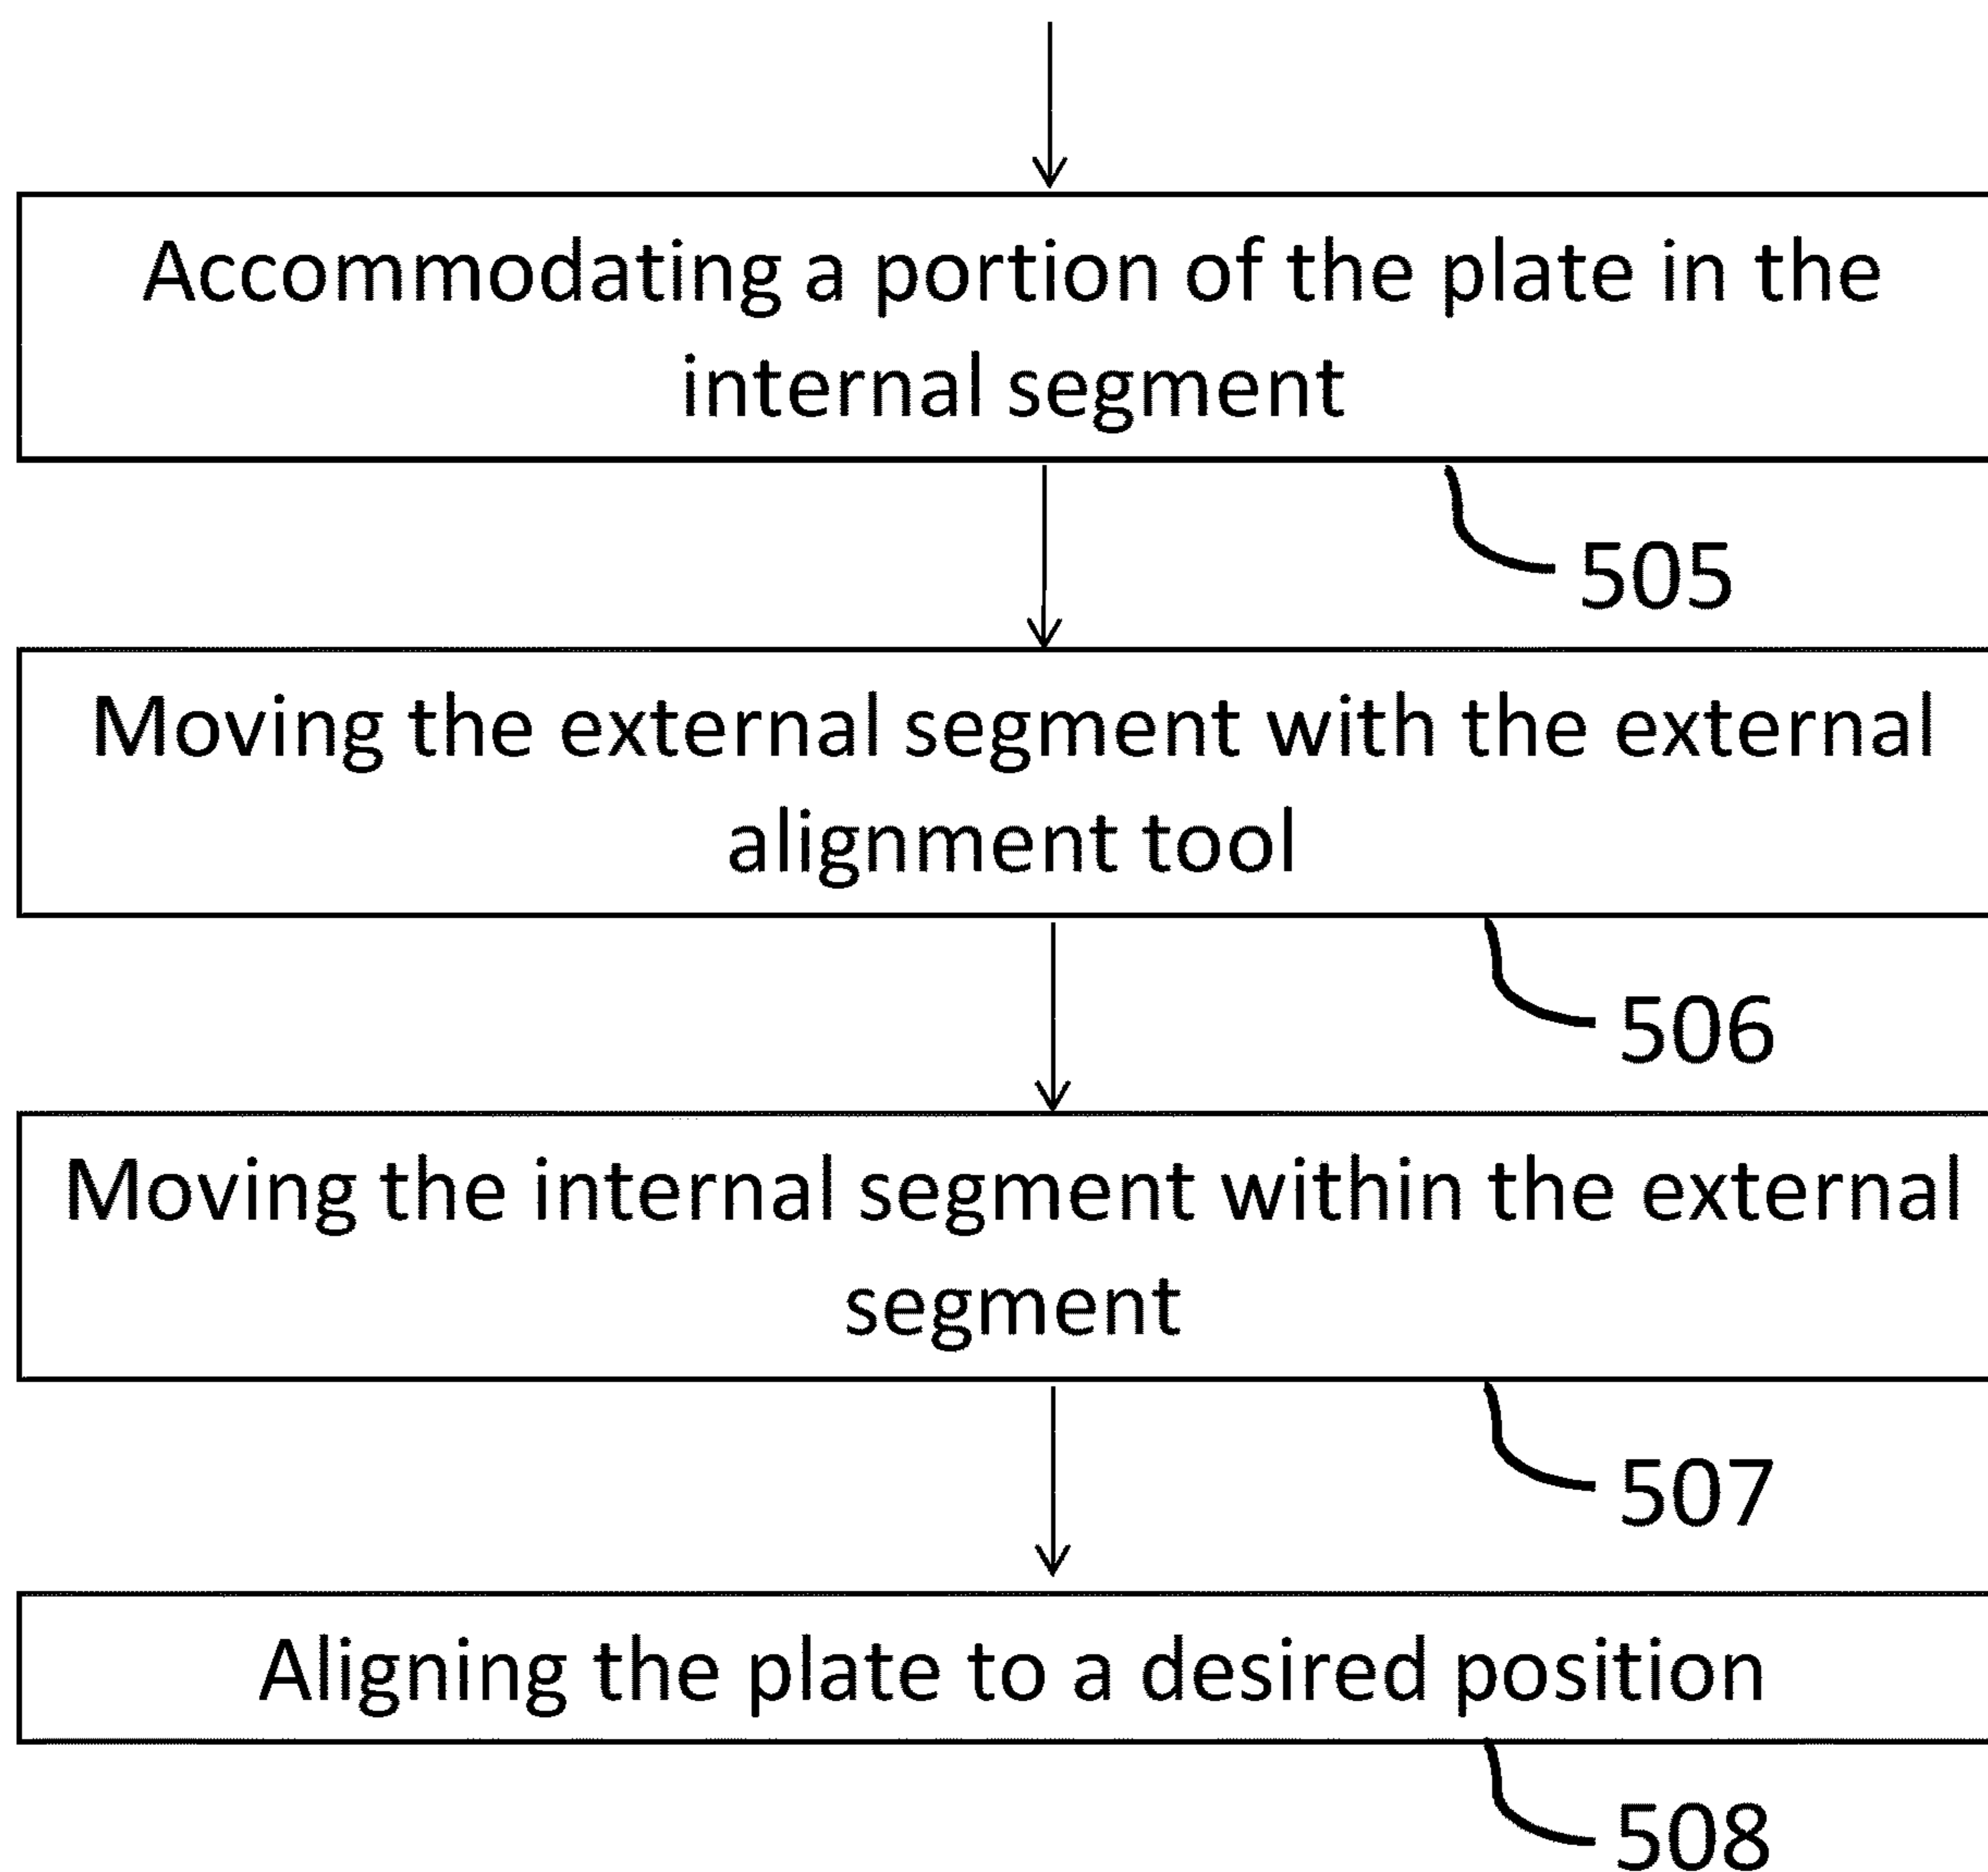 Accommodating a portion of the plate in the
internal segment
505
Moving the external segment with the external
alignment tool
506
Moving the internal segment within the external
segment
507
Aligning the plate to a desired position
508